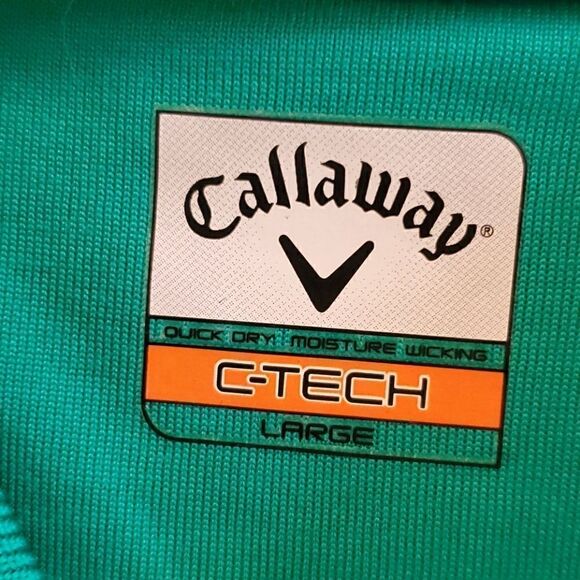 Callaway®
QUICK DRY. MOISTURE WICKING
C-TECH
LARGE